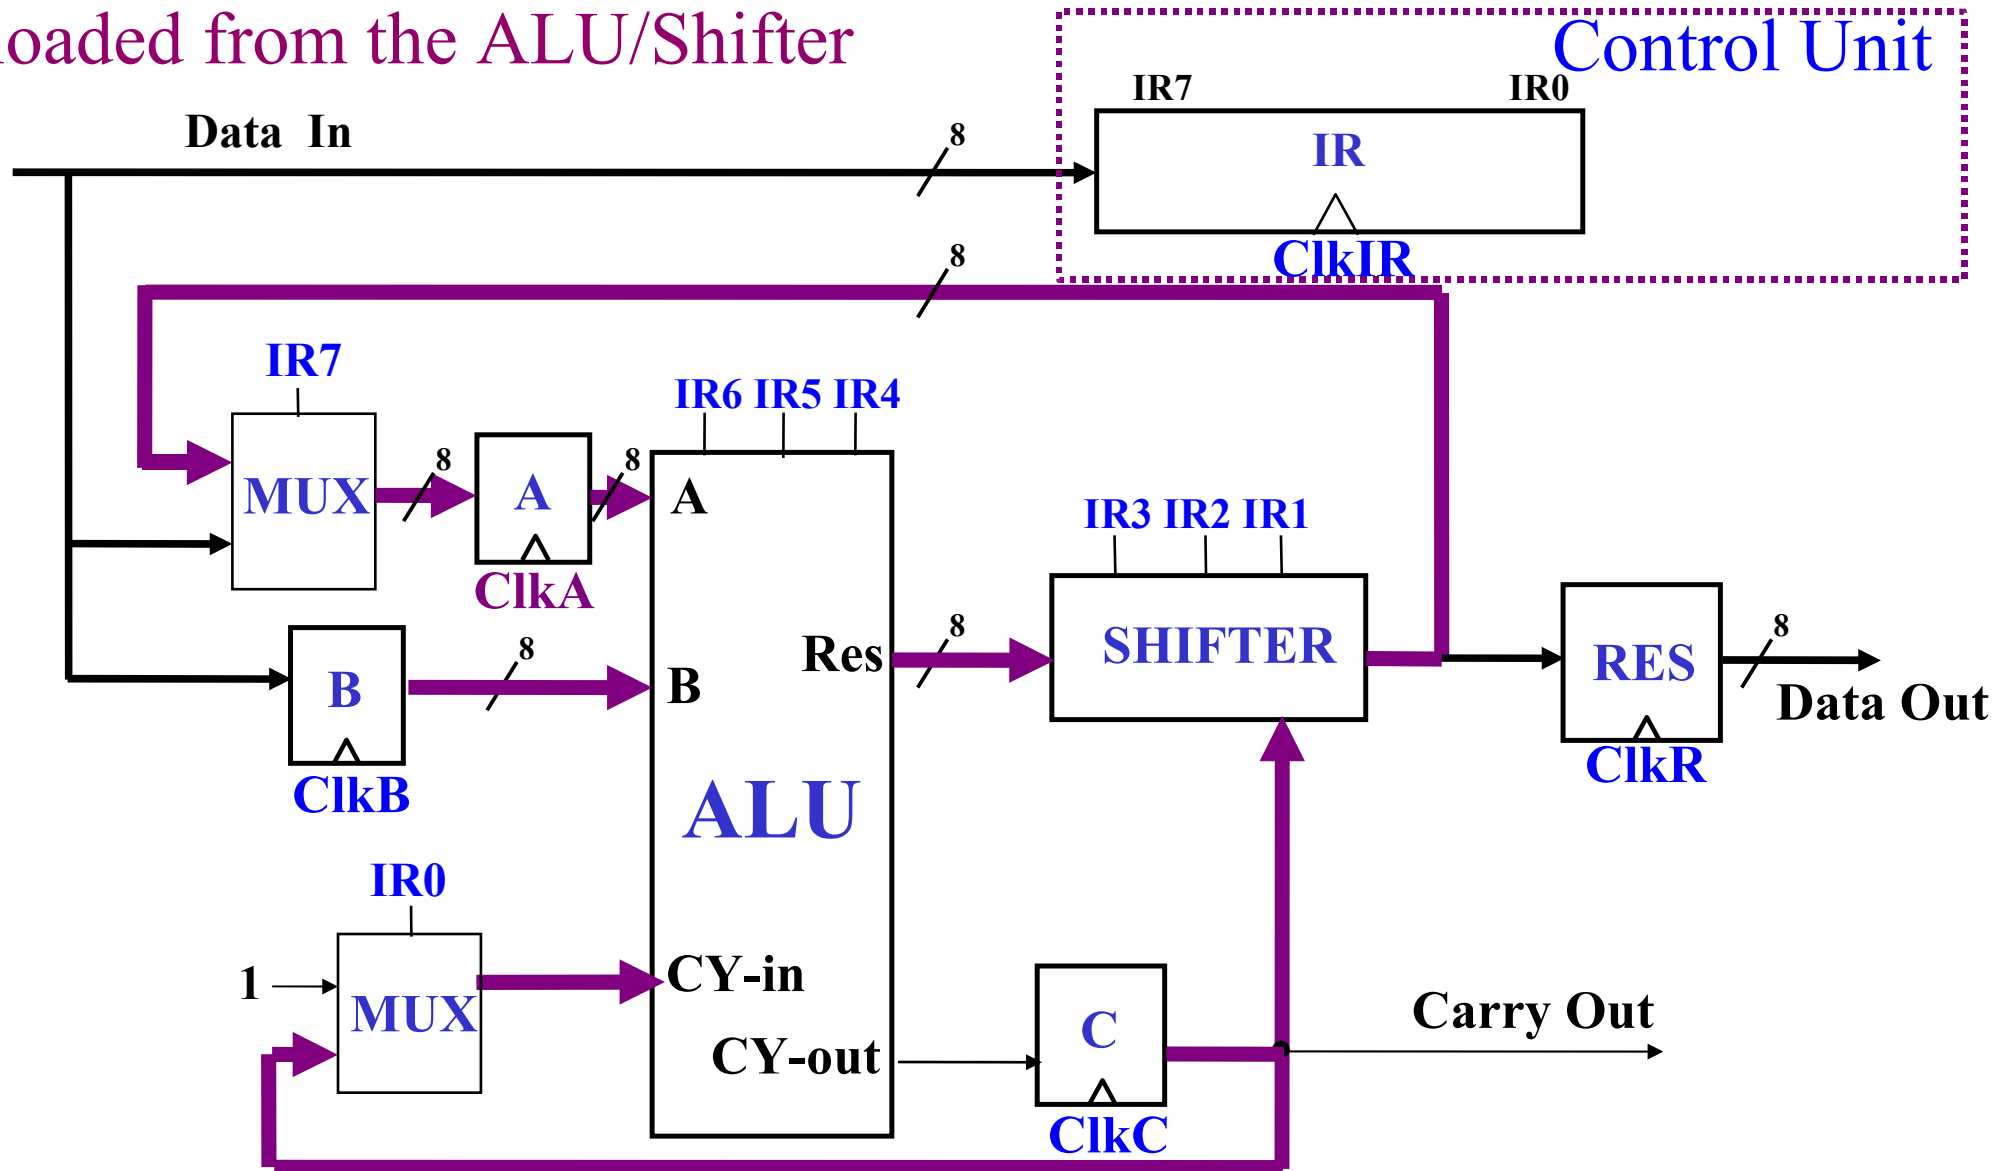 loaded from the ALU/Shifter
Control Unit
IR7 IR0
Data In
8
IR
ClkIR
8
IR7
IR6 IR5 IR4
MUX
8
A
8
A
ClkA
IR3 IR2 IR1
B
8
B
Res
8
SHIFTER
RES
8
Data Out
ClkB
ClkR
ALU
IR0
1
MUX
CY-in
CY-out
C
Carry Out
ClkC